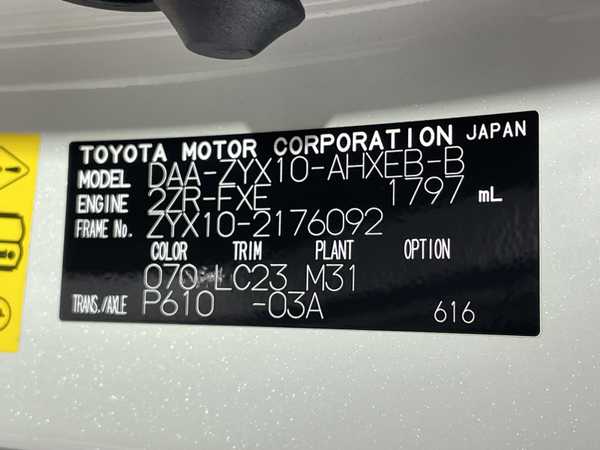 TOYOTA MOTOR CORPORATION JAPAN
MODEL DAA-ZYX10-AHXEB-B
ENGINE 2ZR-FXE 1797 mL
FRAME No. ZYX10-2176092
COLOR TRIM PLANT OPTION
070 LC23 M31
TRANS./AXLE P610 -03A 616